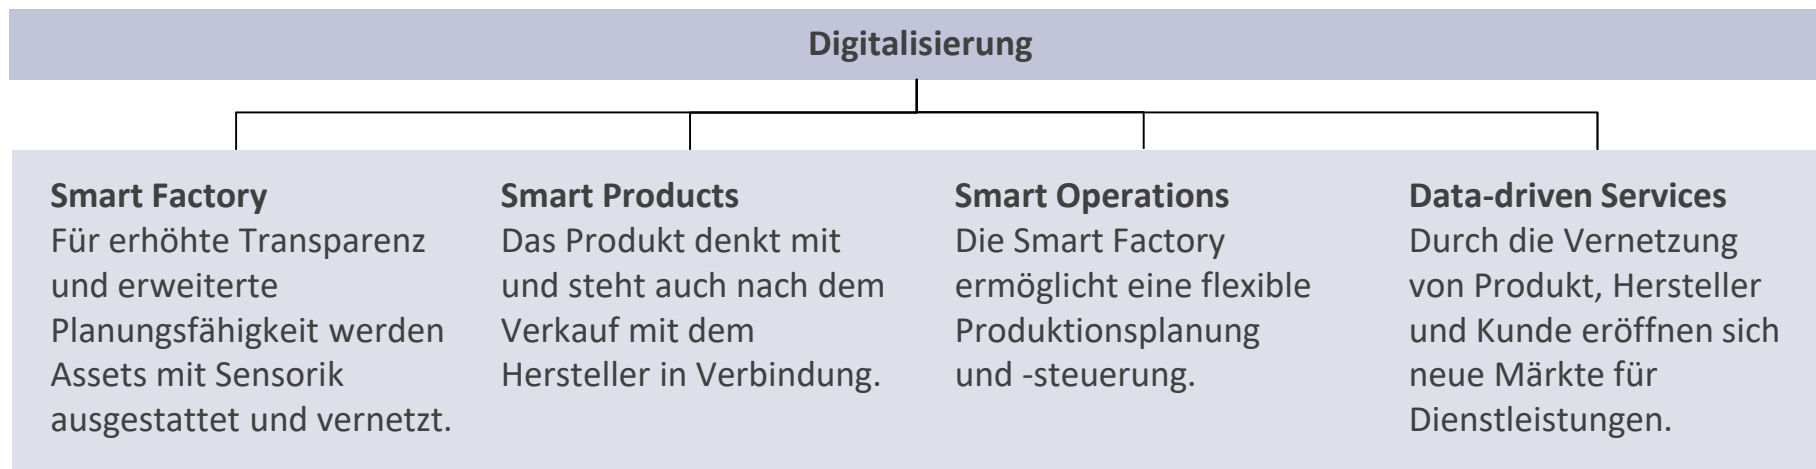 Digitalisierung
Smart Factory
Für erhöhte Transparenz
und erweiterte
Planungsfähigkeit werden
Assets mit Sensorik
ausgestattet und vernetzt.
Smart Products
Das Produkt denkt mit
und steht auch nach dem
Verkauf mit dem
Hersteller in Verbindung.
Smart Operations
Die Smart Factory
ermöglicht eine flexible
Produktionsplanung
und -steuerung.
Data-driven Services
Durch die Vernetzung
von Produkt, Hersteller
und Kunde eröffnen sich
neue Märkte für
Dienstleistungen.